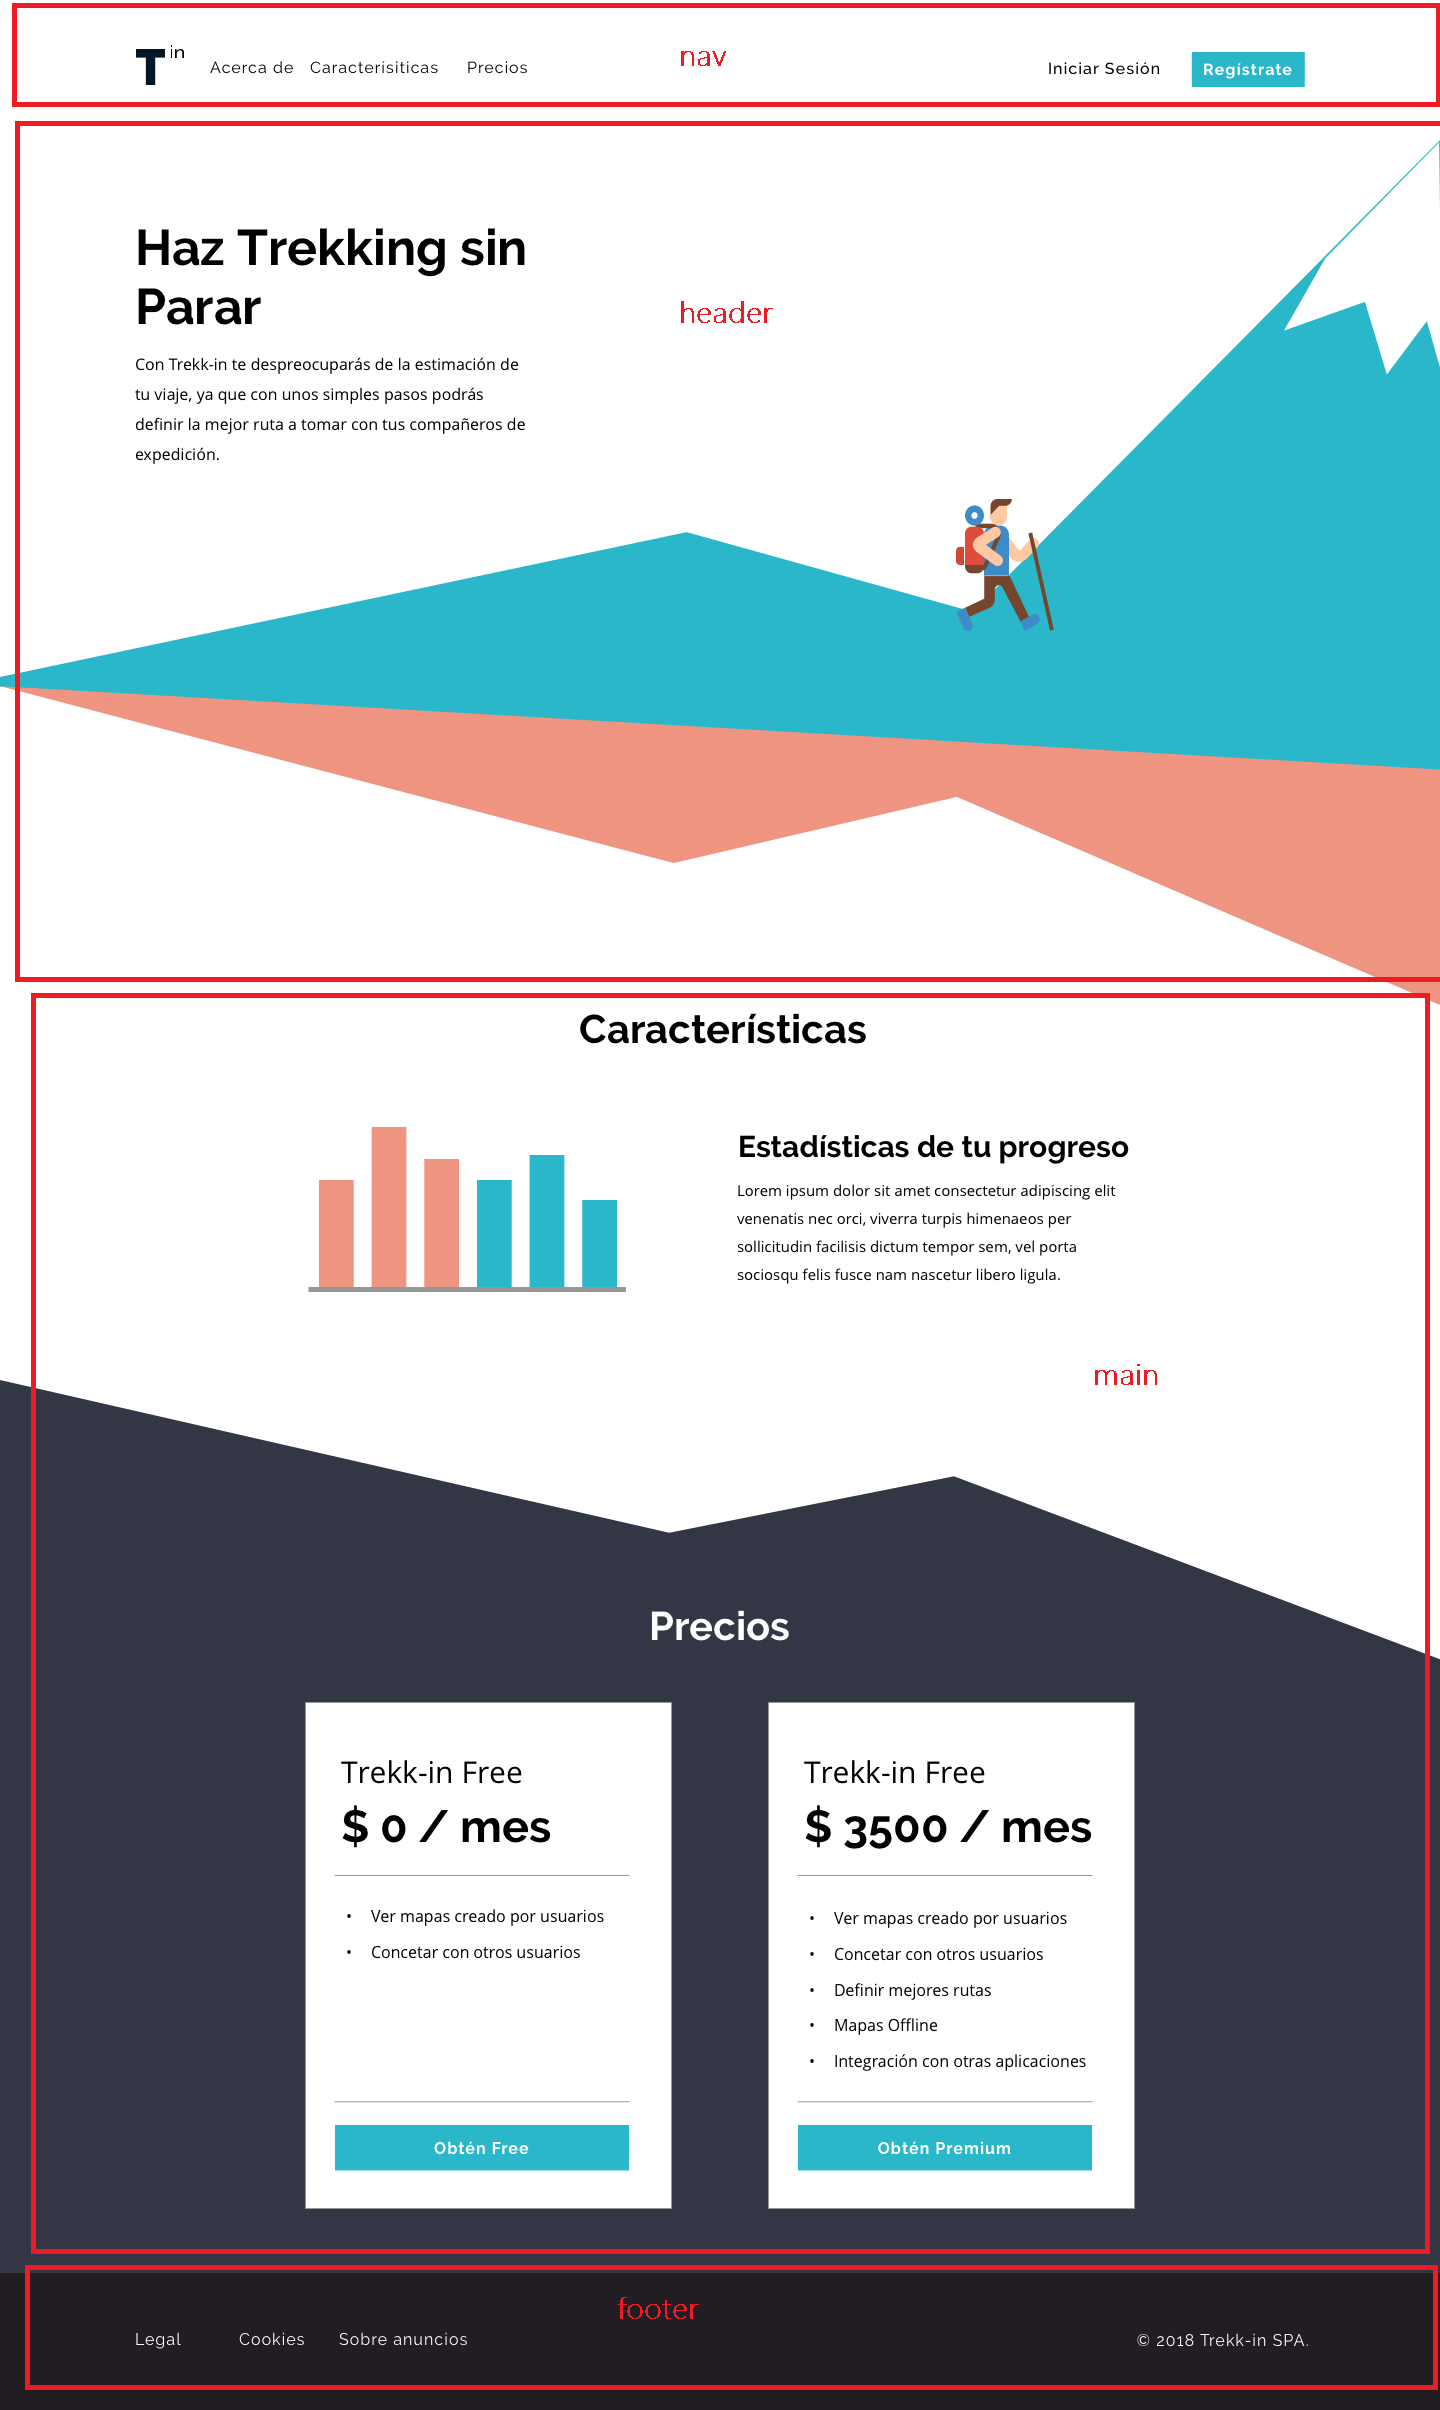 T in
Acerca de Caracterísiticas Precios
nav
Iniciar Sesión Regístrate
Haz Trekking sin
Parar
header
Con Trekk-in te despreocuparás de la estimación de
tu viaje, ya que con unos simples pasos podrás
definir la mejor ruta a tomar con tus compañeros de
expedición.
Características
Estadísticas de tu progreso
Lorem ipsum dolor sit amet consectetur adipiscing elit
venenatis nec orci, viverra turpis himenaeos per
sollicitudin facilisis dictum tempor sem, vel porta
sociosqu felis fusce nam nascetur libero ligula.
main
Precios
Trekk-in Free
$ 0 / mes
• Ver mapas creado por usuarios
• Concetar con otros usuarios
Obtén Free
Trekk-in Free
$ 3500 / mes
• Ver mapas creado por usuarios
• Concetar con otros usuarios
• Definir mejores rutas
• Mapas Offline
• Integración con otras aplicaciones
Obtén Premium
footer
Legal Cookies Sobre anuncios
© 2018 Trekk-in SPA.